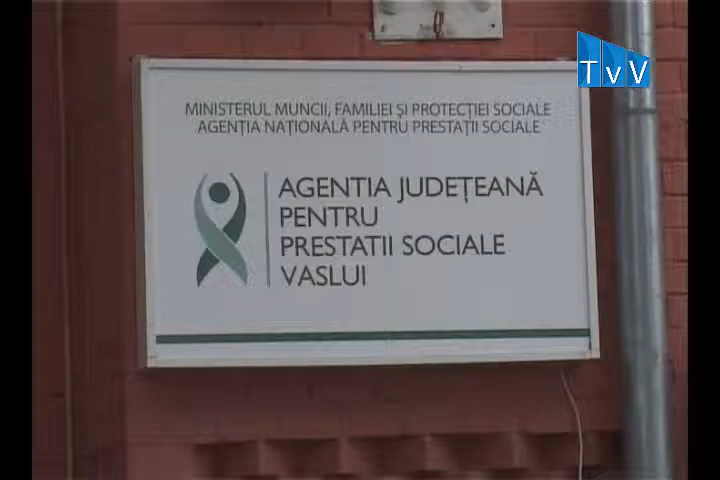 TvV
MINISTERUL MUNCII, FAMILIEI ȘI PROTECȚIEI SOCIALE
AGENȚIA NAȚIONALĂ PENTRU PRESTAȚII SOCIALE
AGENTIA JUDEȚEANĂ
PENTRU
PRESTATII SOCIALE
VASLUI